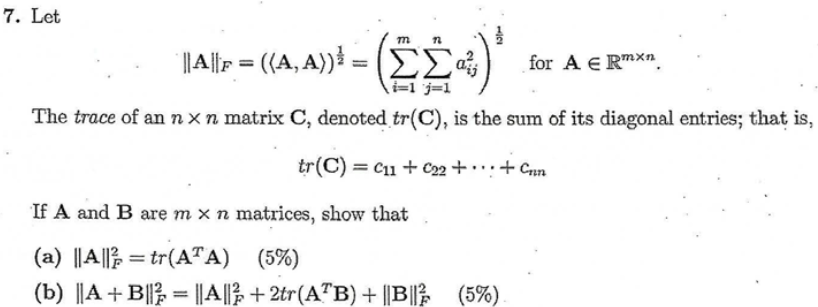 7. Let
‖A‖_F = (⟨A, A⟩)^{1/2} = (∑_{i=1}^{m} ∑_{j=1}^{n} a_{ij}^2)^{1/2} for A ∈ ℝ^{m×n}.
The trace of an n × n matrix C, denoted tr(C), is the sum of its diagonal entries; that is,
tr(C) = c_{11} + c_{22} + ··· + c_{nn}
If A and B are m × n matrices, show that
(a) ‖A‖_F^2 = tr(A^T A) (5%)
(b) ‖A + B‖_F^2 = ‖A‖_F^2 + 2tr(A^T B) + ‖B‖_F^2 (5%)